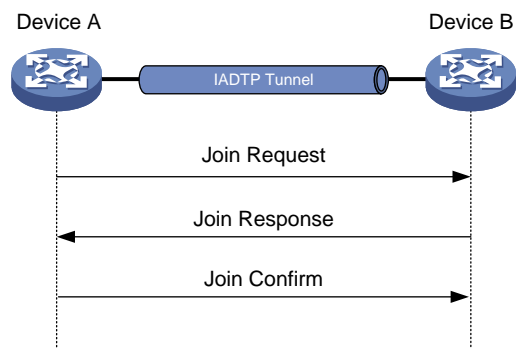 Device A
Device B
IADTP Tunnel
Join Request
Join Response
Join Confirm